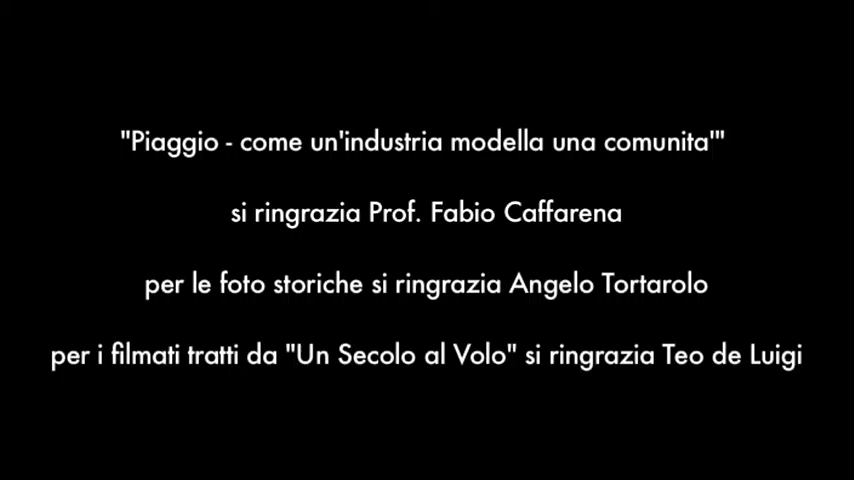 "Piaggio - come un'industria modella una comunita'"
si ringrazia Prof. Fabio Caffarena
per le foto storiche si ringrazia Angelo Tortarolo
per i filmati tratti da "Un Secolo al Volo" si ringrazia Teo de Luigi